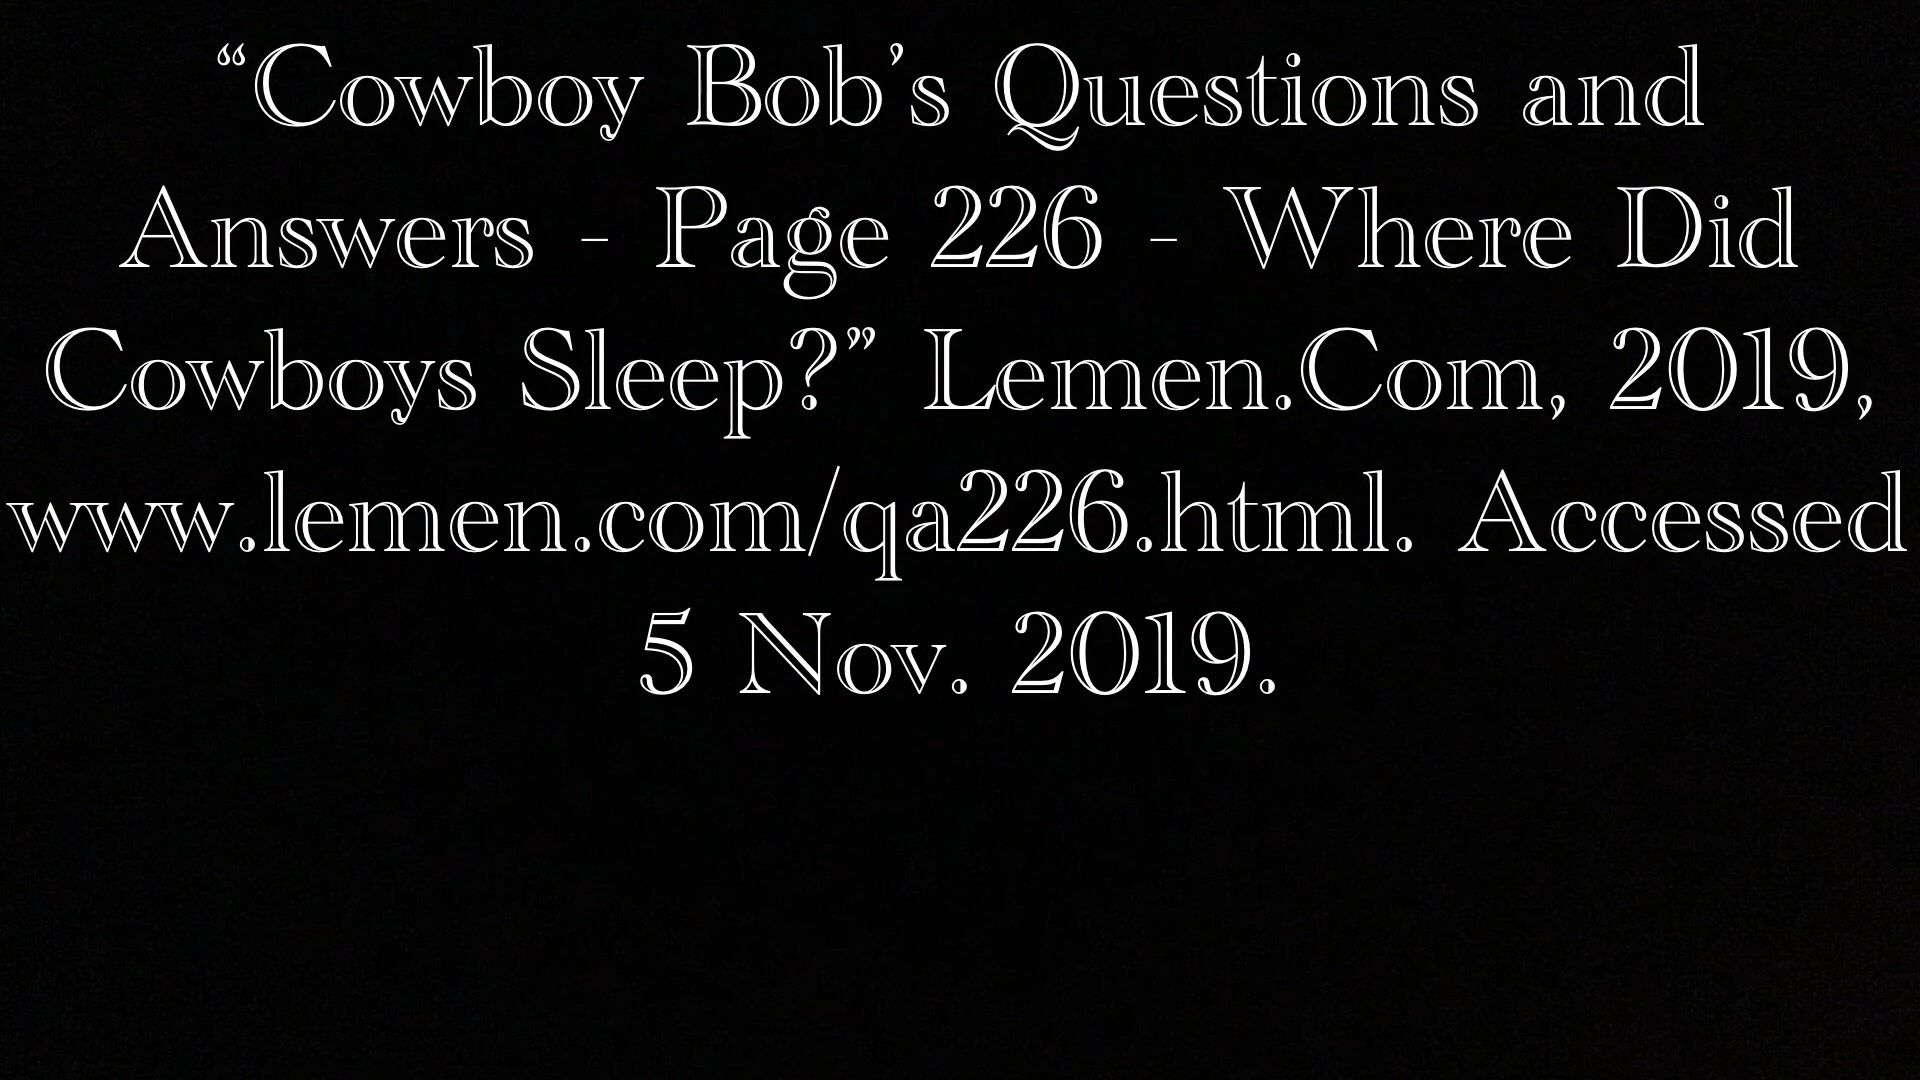 “Cowboy Bob’s Questions and
Answers - Page 226 - Where Did
Cowboys Sleep?” Lemen.Com, 2019,
www.lemen.com/qa226.html. Accessed
5 Nov. 2019.